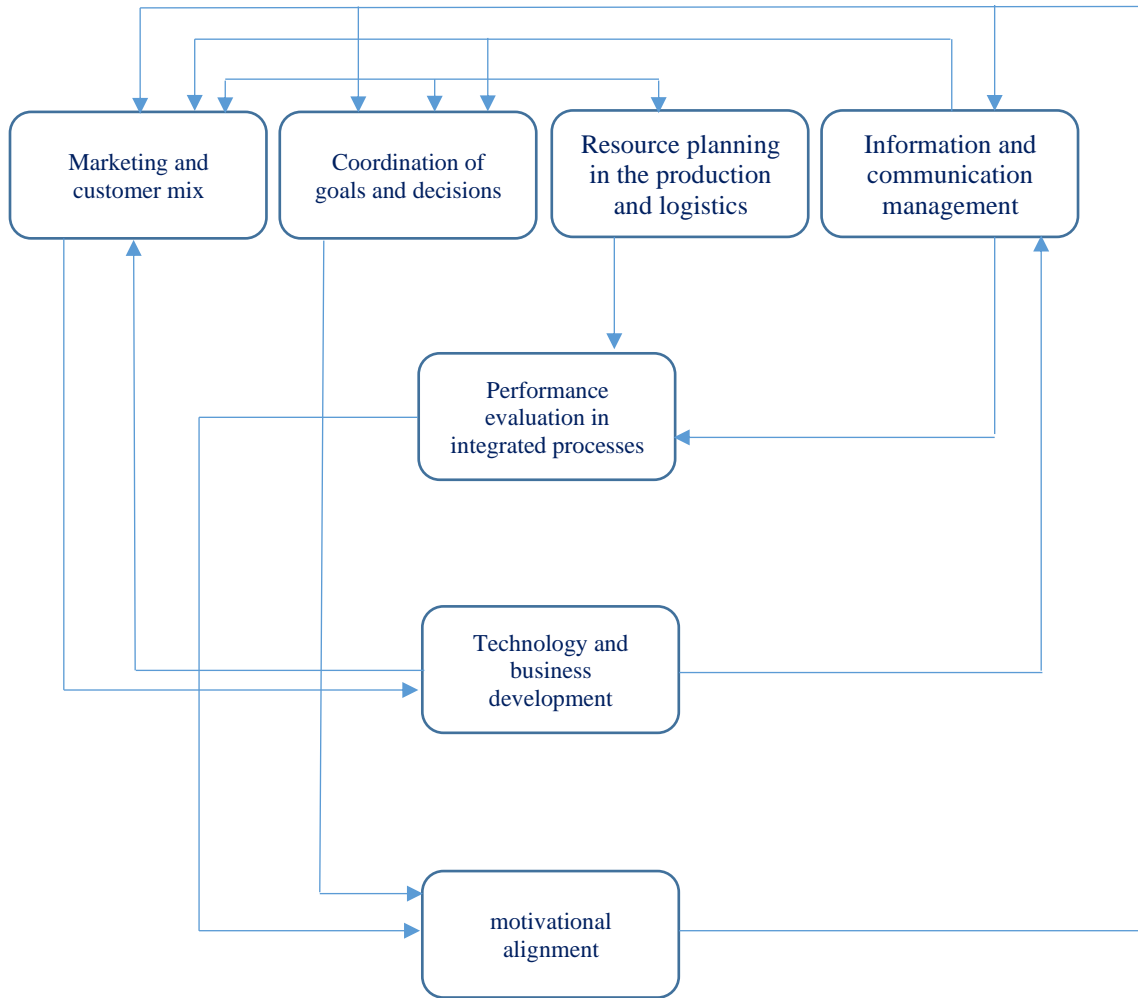 Marketing and
customer mix
Coordination of
goals and decisions
Resource planning
in the production
and logistics
Information and
communication
management
Performance
evaluation in
integrated processes
Technology and
business
development
motivational
alignment